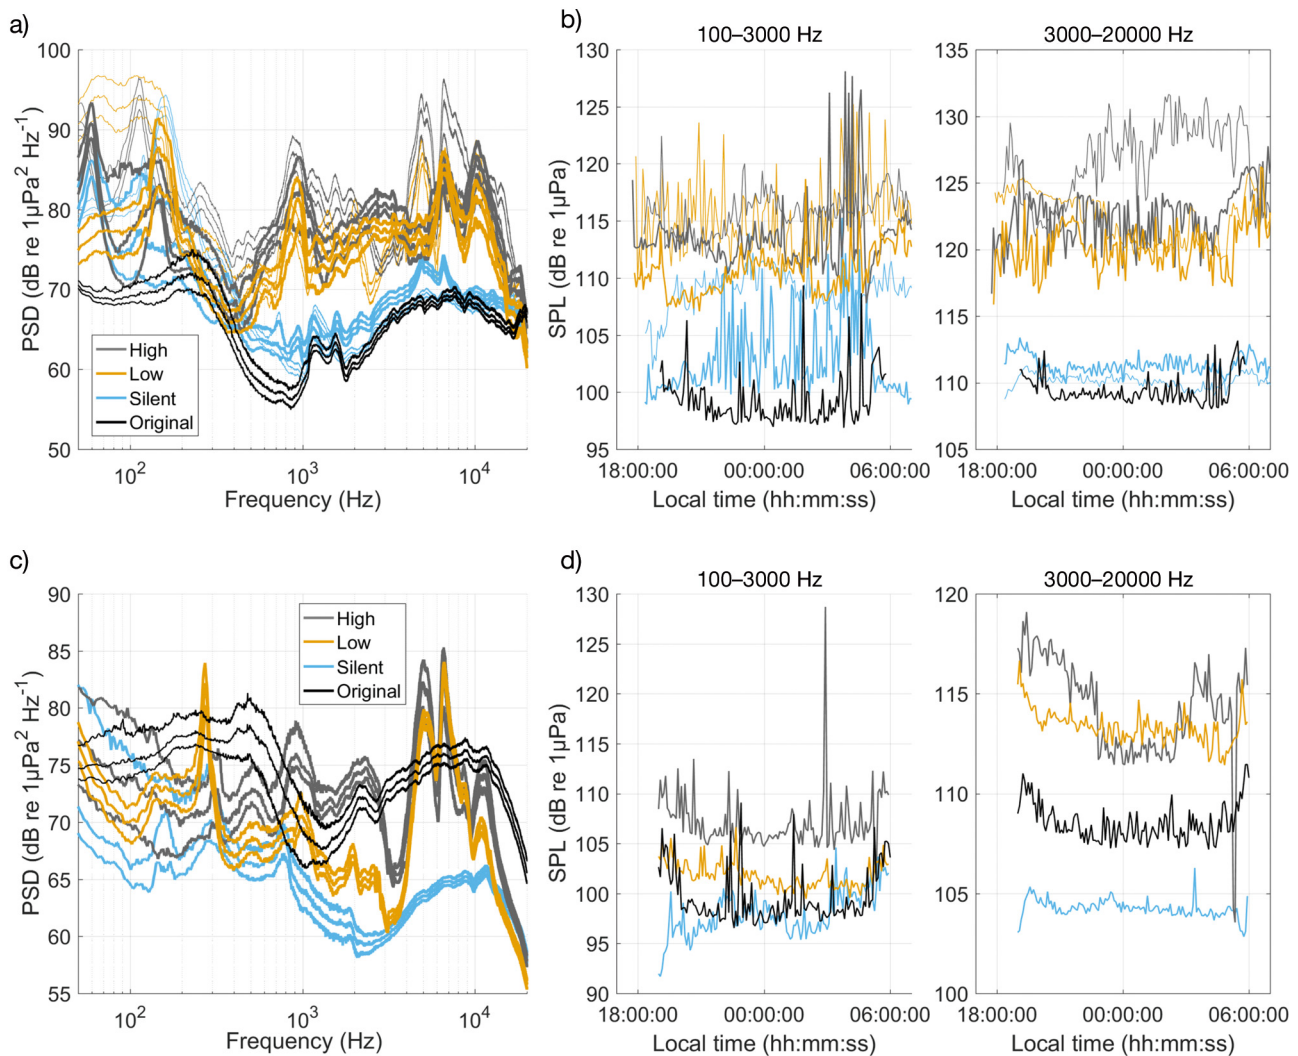 a)
100
90
80
70
60
50
PSD (dB re 1µPa² Hz⁻¹)
High
Low
Silent
Original
10²
10³
10⁴
Frequency (Hz)
b)
100–3000 Hz
130
125
120
115
110
105
100
95
SPL (dB re 1µPa)
18:00:00
00:00:00
06:00:00
Local time (hh:mm:ss)
3000–20000 Hz
135
130
125
120
115
110
105
18:00:00
00:00:00
06:00:00
Local time (hh:mm:ss)
c)
90
85
80
75
70
65
60
55
PSD (dB re 1µPa² Hz⁻¹)
High
Low
Silent
Original
10²
10³
10⁴
Frequency (Hz)
d)
100–3000 Hz
130
125
120
115
110
105
100
95
90
SPL (dB re 1µPa)
18:00:00
00:00:00
06:00:00
Local time (hh:mm:ss)
3000–20000 Hz
120
115
110
105
100
18:00:00
00:00:00
06:00:00
Local time (hh:mm:ss)